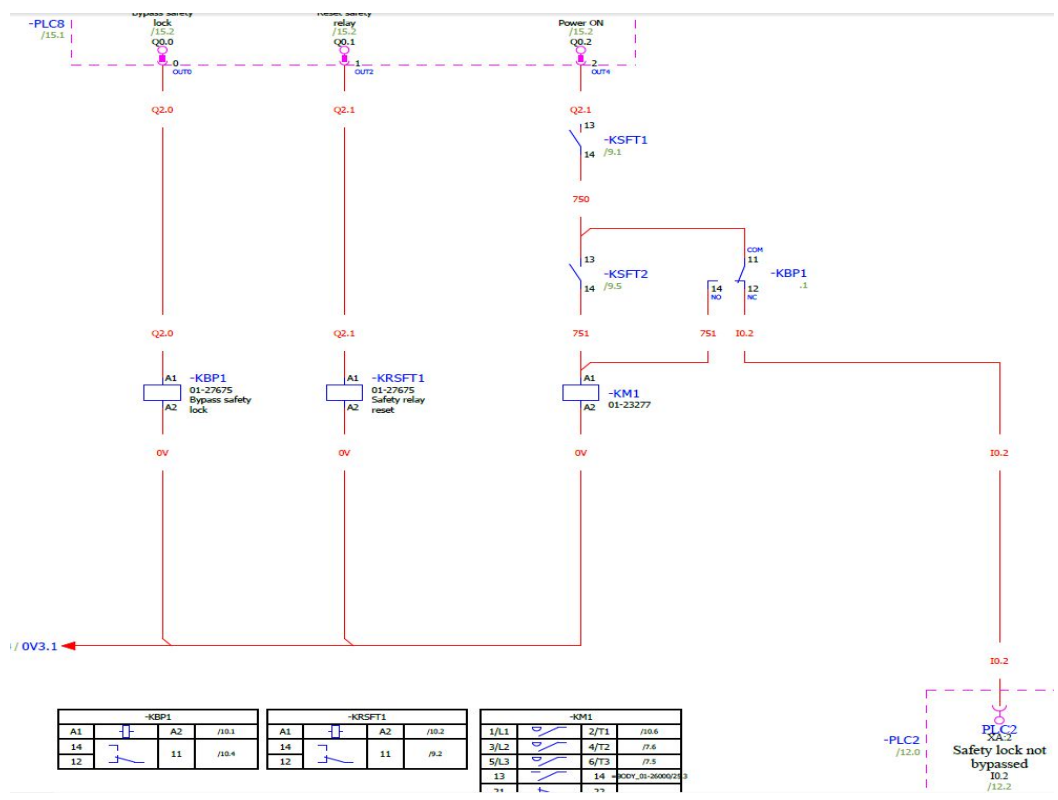 Bypass safety
lock
/15.2
Q0.0
Reset safety
relay
/15.2
Q0.1
Power ON
/15.2
Q0.2
-PLC8
/15.1
0
OUT0
1
OUT2
2
OUT4
Q2.0
Q2.1
Q2.1
13
14
-KSFT1
/9.1
750
13
14
-KSFT2
/9.5
COM
11
-KBP1
.1
14
NO
12
NC
Q2.0
Q2.1
751
751
I0.2
A1
A2
-KBP1
01-27675
Bypass safety
lock
A1
A2
-KRSFT1
01-27675
Safety relay
reset
A1
A2
-KM1
01-23277
0V
0V
0V
I0.2
/ 0V3.1
I0.2
-KBP1
A1 A2 /10.1
14
12
11 /10.4
-KRSFT1
A1 A2 /10.2
14
12
11 /9.2
-KM1
1/L1 2/T1 /10.6
3/L2 4/T2 /7.6
5/L3 6/T3 /7.5
13 14
21 22
-PLC2
/12.0
PLC2
XA:2
Safety lock not
bypassed
I0.2
/12.2